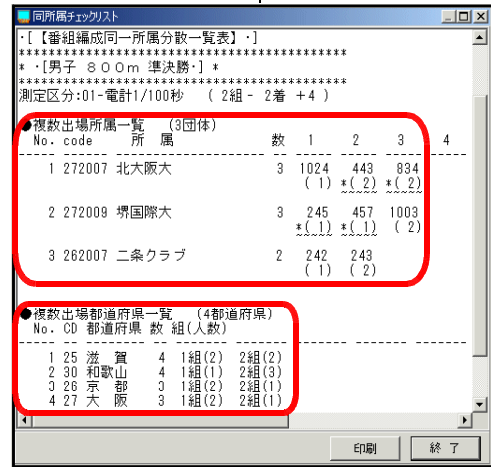 同所属チェックリスト
・[【番組編成同一所属分散一覧表】・]
******************************************
* ・[男子 ８００ｍ 準決勝・] *
******************************************
測定区分:01-電計1/100秒 ( 2組- 2着 +4 )
●複数出場所属一覧 (3団体)
No. code 所 属 数 1 2 3 4
1 272007 北大阪大 3 1024 443 834
( 1) *( 2) *( 2)
2 272009 堺国際大 3 245 457 1003
*( 1) *( 1) ( 2)
3 262007 二条クラブ 2 242 243
( 1) ( 2)
●複数出場都道府県一覧 (4都道府県)
No. CD 都道府県 数 組(人数)
1 25 滋 賀 4 1組(2) 2組(2)
2 30 和歌山 4 1組(1) 2組(3)
3 26 京 都 3 1組(2) 2組(1)
4 27 大 阪 3 1組(2) 2組(1)
印刷 終 了